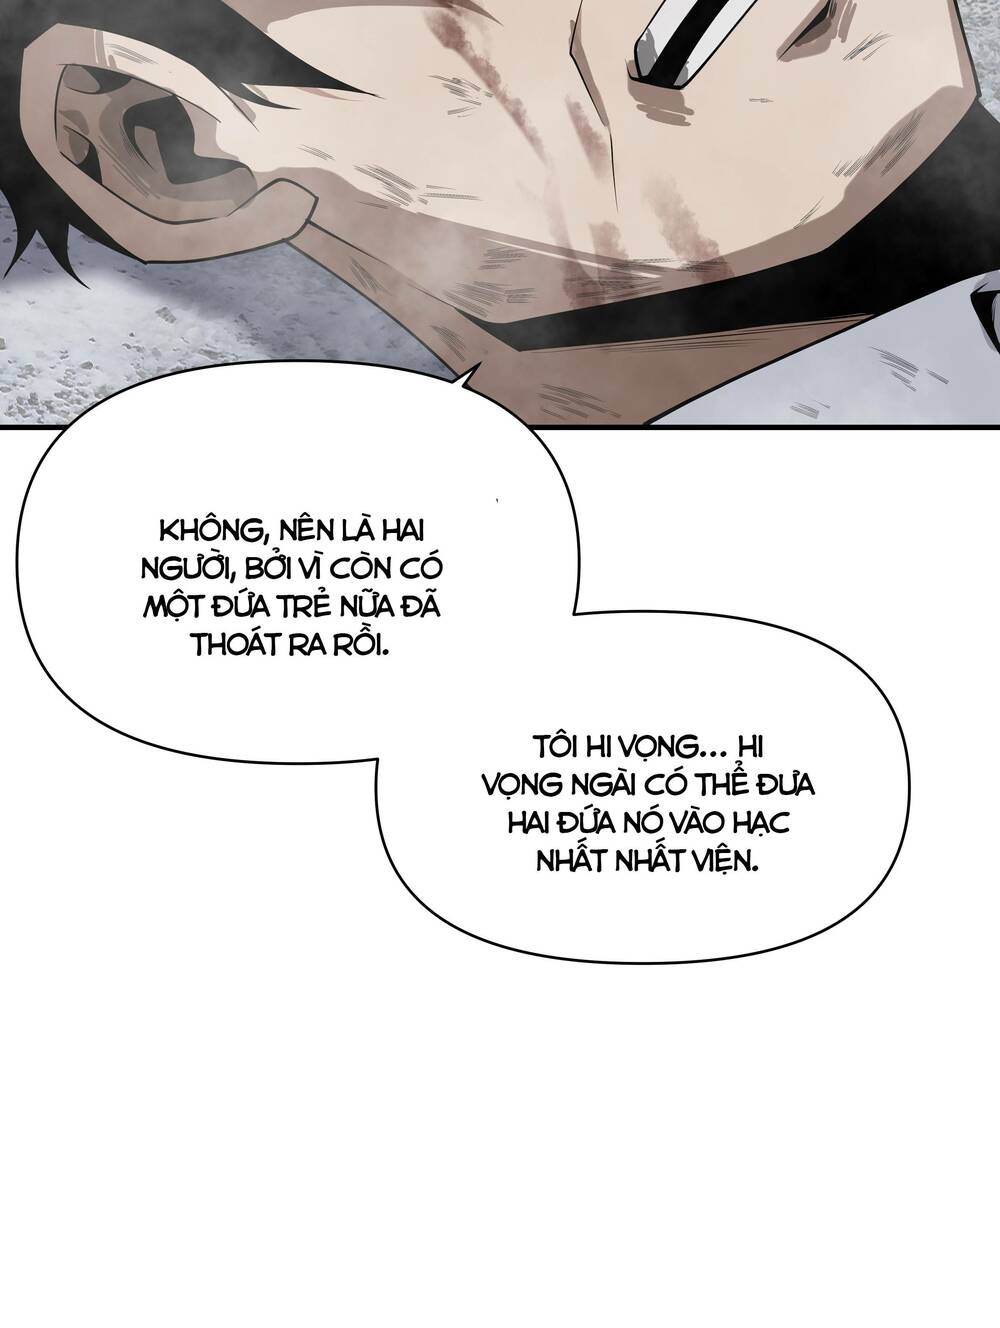 KHÔNG, NÊN LÀ HAI
NGƯỜI, BỞI VÌ CÒN CÓ
MỘT ĐỨA TRẺ NỮA ĐÃ
THOÁT RA RỒI.
TÔI HI VỌNG... HI
VỌNG NGÀI CÓ THỂ ĐƯA
HAI ĐỨA NÓ VÀO HẠC
NHẤT NHẤT VIỆN.